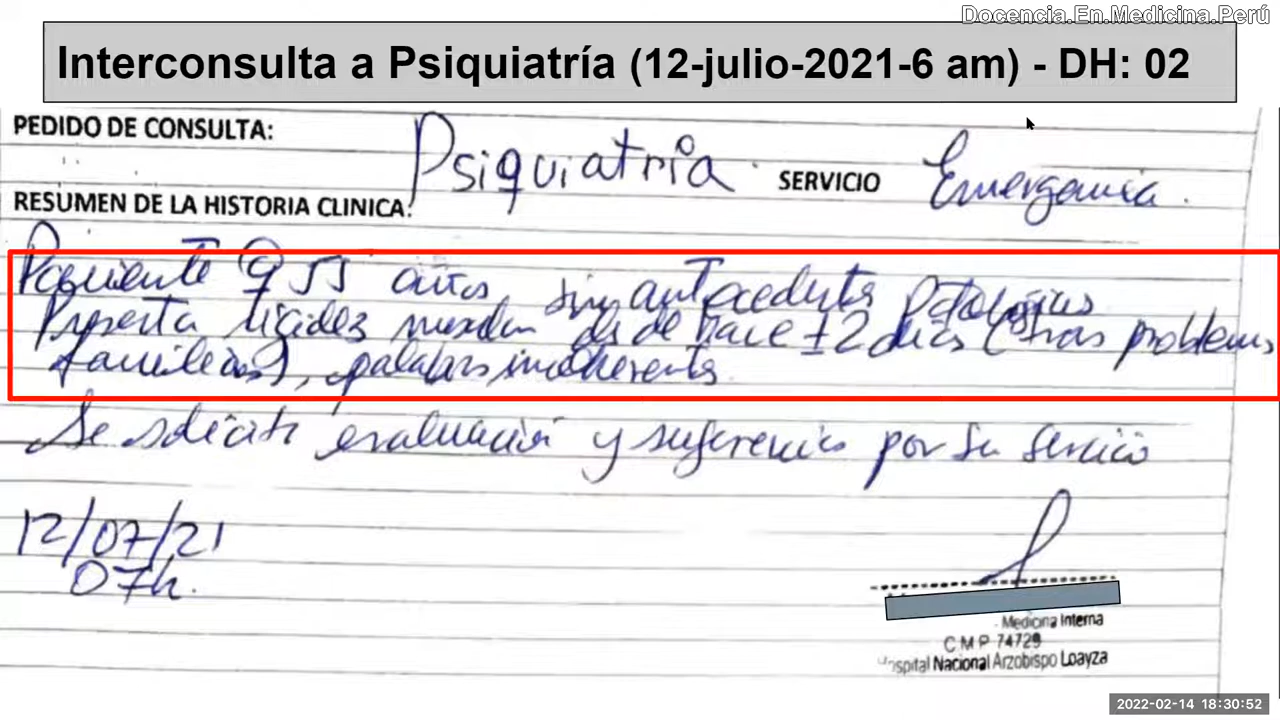 Docencia.En.Medicina.Perú
Interconsulta a Psiquiatría (12-julio-2021-6 am) - DH: 02
PEDIDO DE CONSULTA: Psiquiatría SERVICIO Emergencia.
RESUMEN DE LA HISTORIA CLINICA:
Paciente ♀ 55 años, sin antecedentes patológicos
Presenta rigidez desde hace ±2 días (tras problemas
familiares), palabras incoherentes
Se solicita evaluación y sugerencias por su servicio
12/07/21
07h.
Medicina Interna
CMP 74729
Hospital Nacional Arzobispo Loayza
2022-02-14 18:30:52